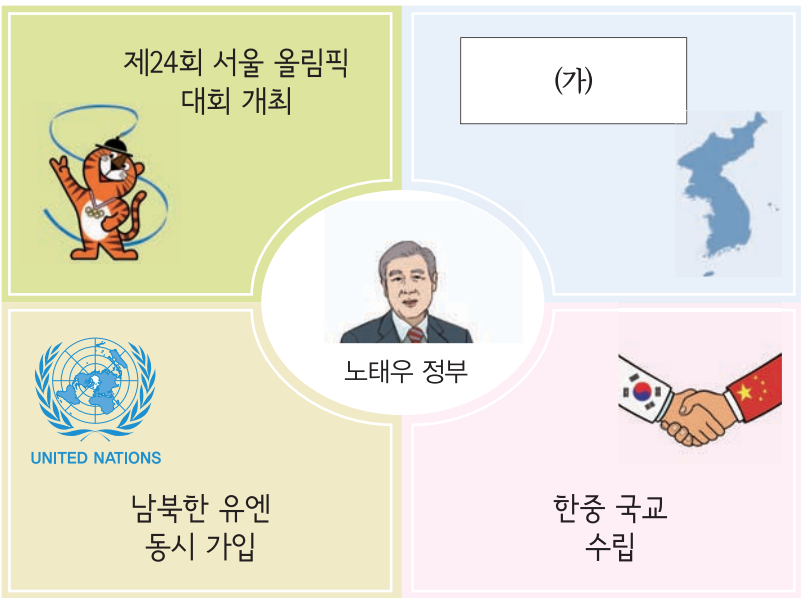 제24회 서울 올림픽
대회 개최
(가)
노태우 정부
UNITED NATIONS
남북한 유엔
동시 가입
한중 국교
수립